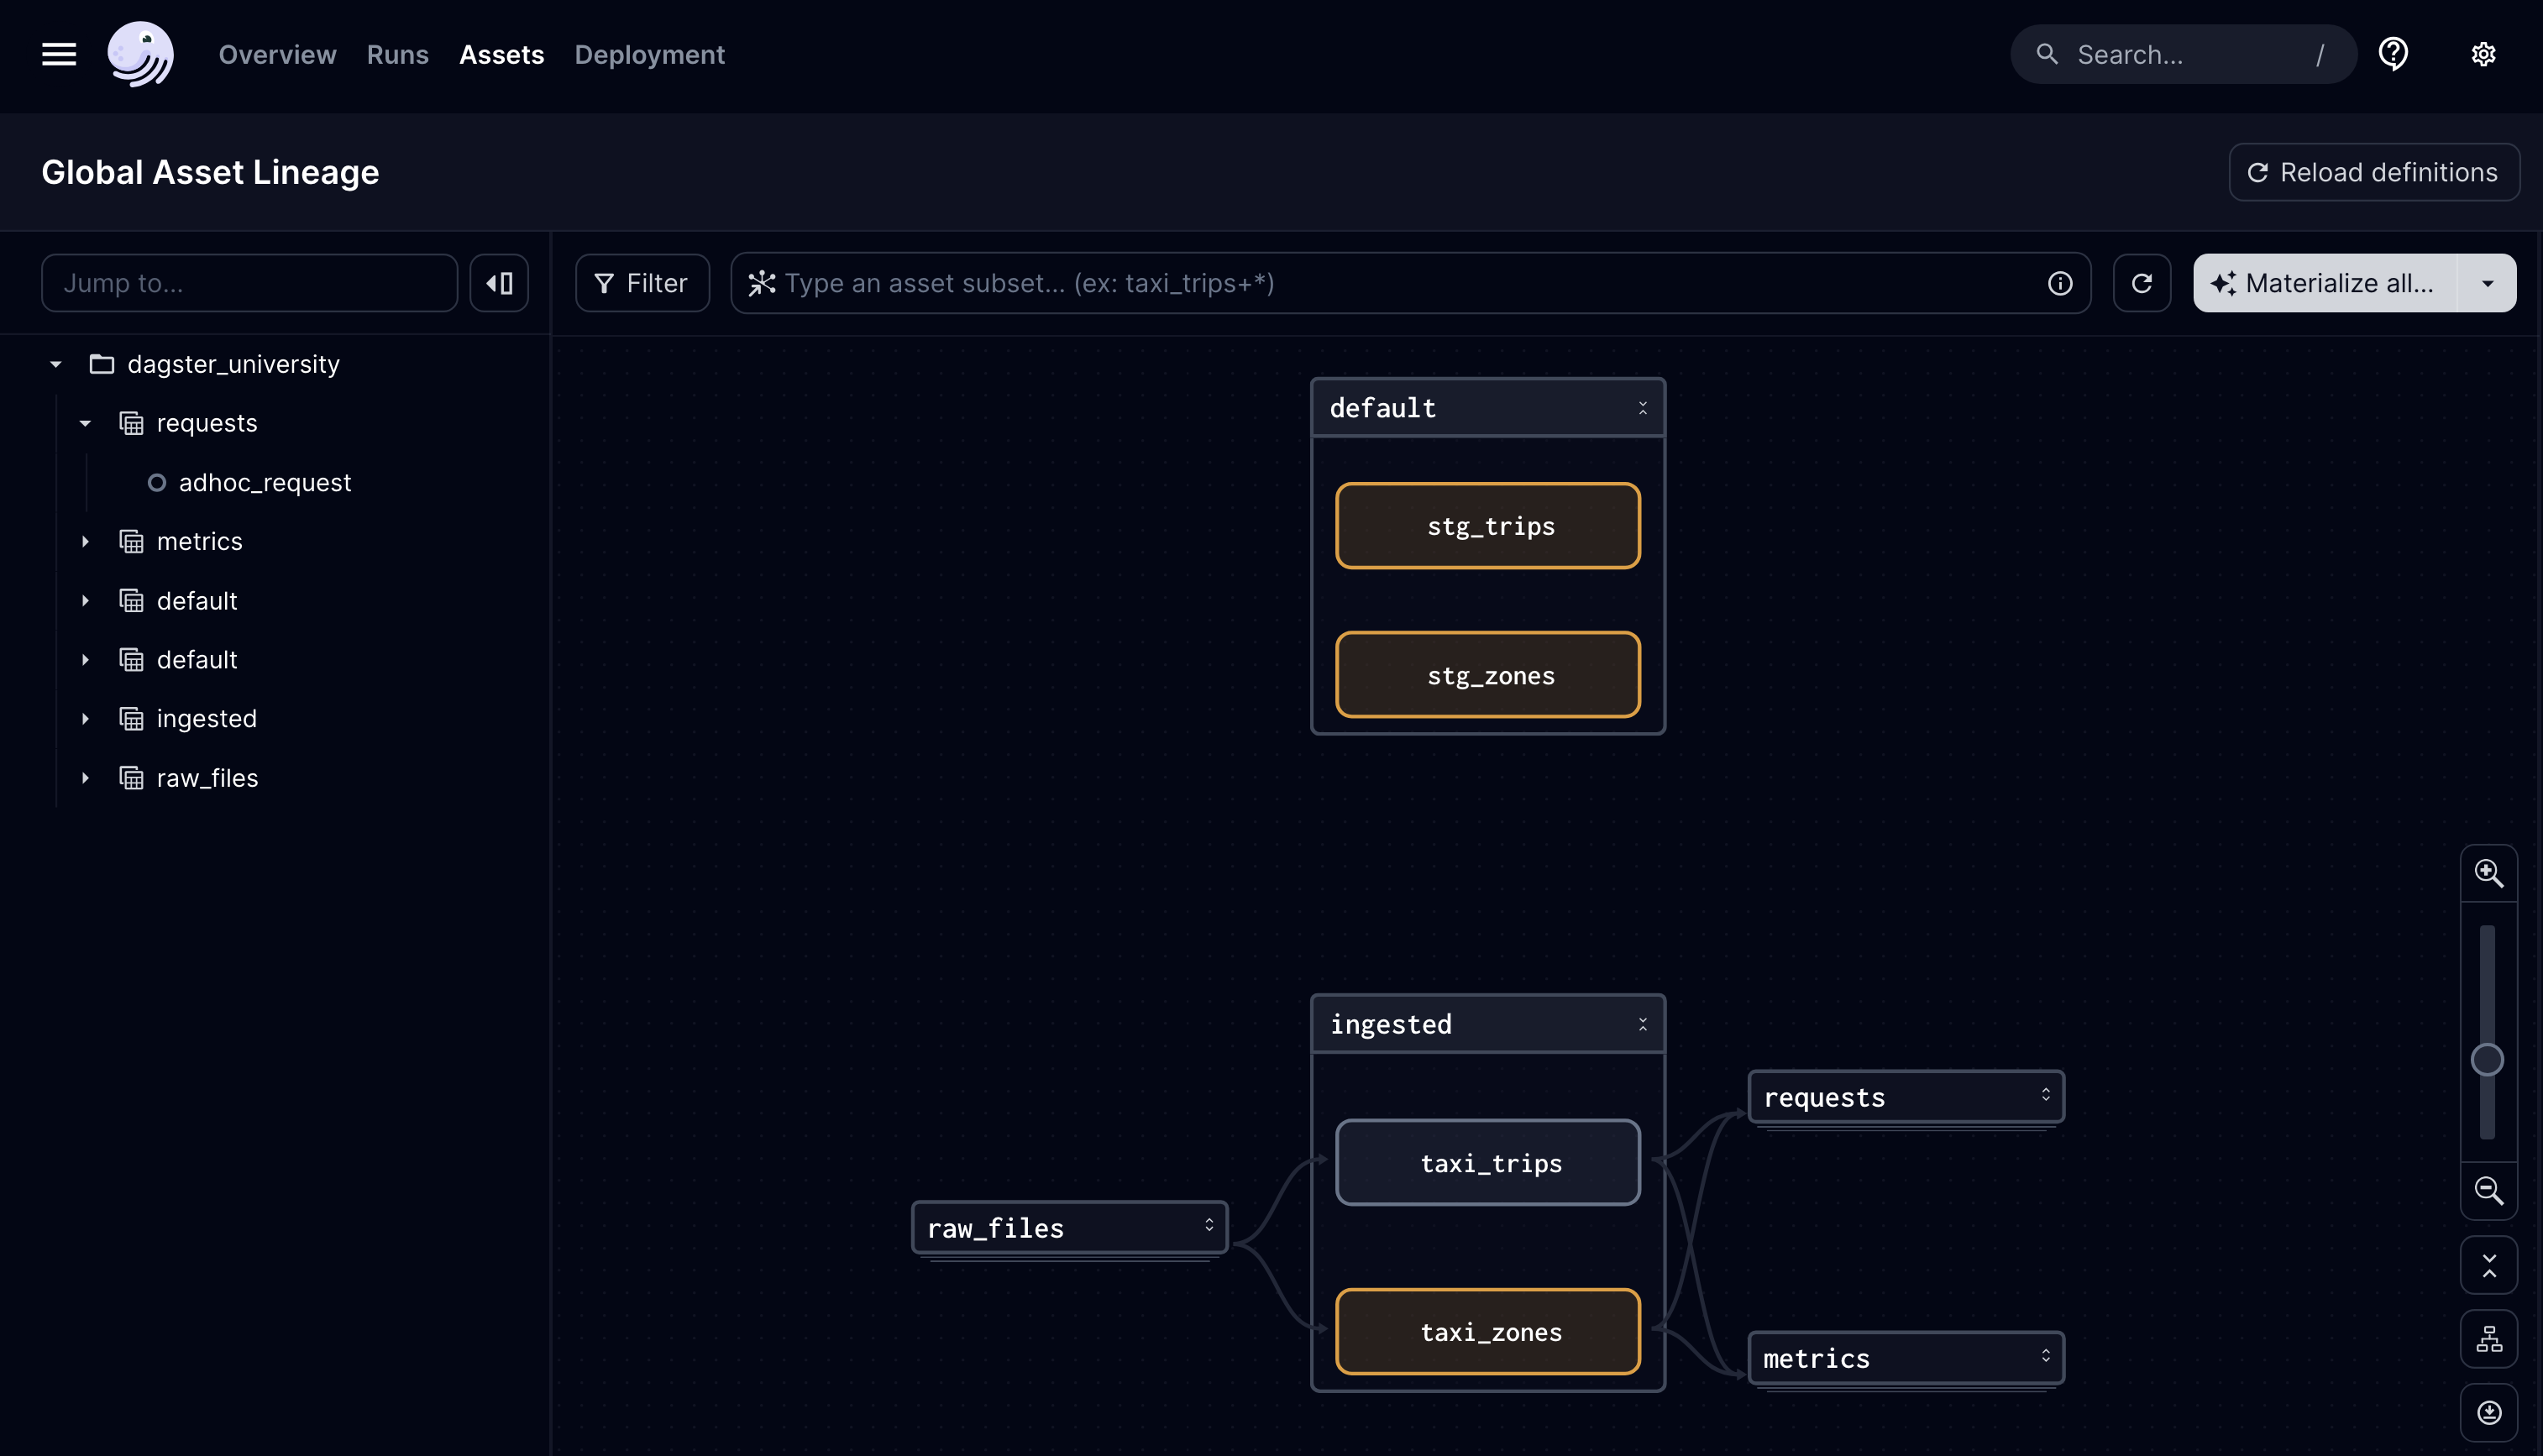 Overview Runs Assets Deployment Search... /
Global Asset Lineage Reload definitions
Jump to... Filter Type an asset subset... (ex: taxi_trips+*) Materialize all...
dagster_university
requests
adhoc_request
metrics
default
default
ingested
raw_files
default
stg_trips
stg_zones
ingested
taxi_trips
taxi_zones
raw_files
requests
metrics